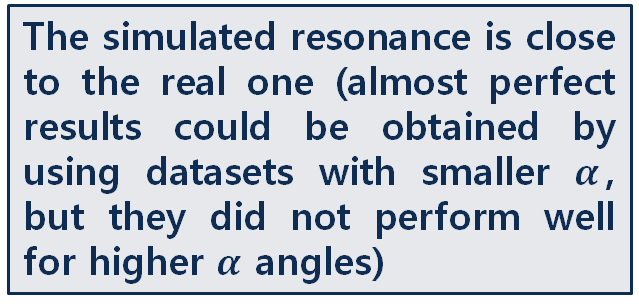 The simulated resonance is close
to the real one (almost perfect
results could be obtained by
using datasets with smaller α,
but they did not perform well
for higher α angles)